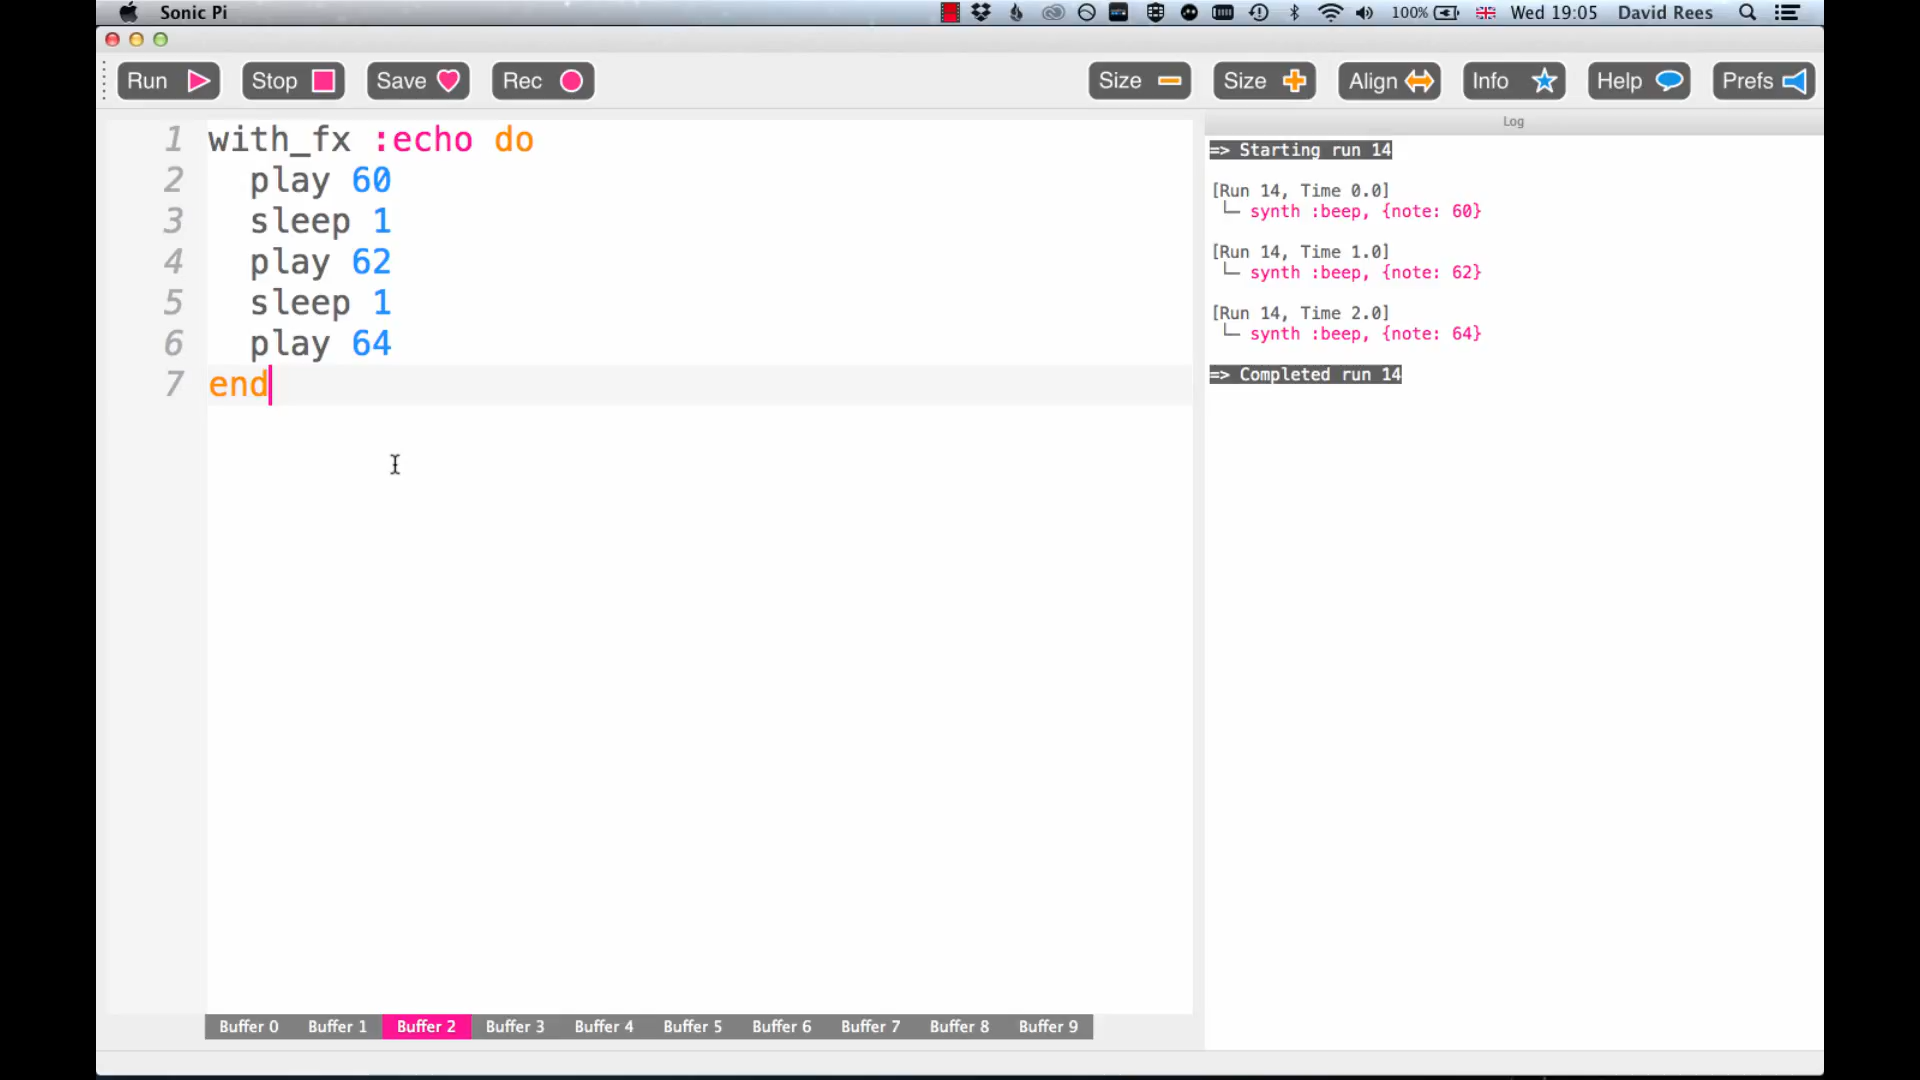 Sonic Pi 100% Wed 19:05 David Rees
Run Stop Save Rec Size Size Align Info Help Prefs
1 with_fx :echo do
2 play 60
3 sleep 1
4 play 62
5 sleep 1
6 play 64
7 end
Log
=> Starting run 14
[Run 14, Time 0.0]
└─ synth :beep, {note: 60}
[Run 14, Time 1.0]
└─ synth :beep, {note: 62}
[Run 14, Time 2.0]
└─ synth :beep, {note: 64}
=> Completed run 14
Buffer 0 Buffer 1 Buffer 2 Buffer 3 Buffer 4 Buffer 5 Buffer 6 Buffer 7 Buffer 8 Buffer 9